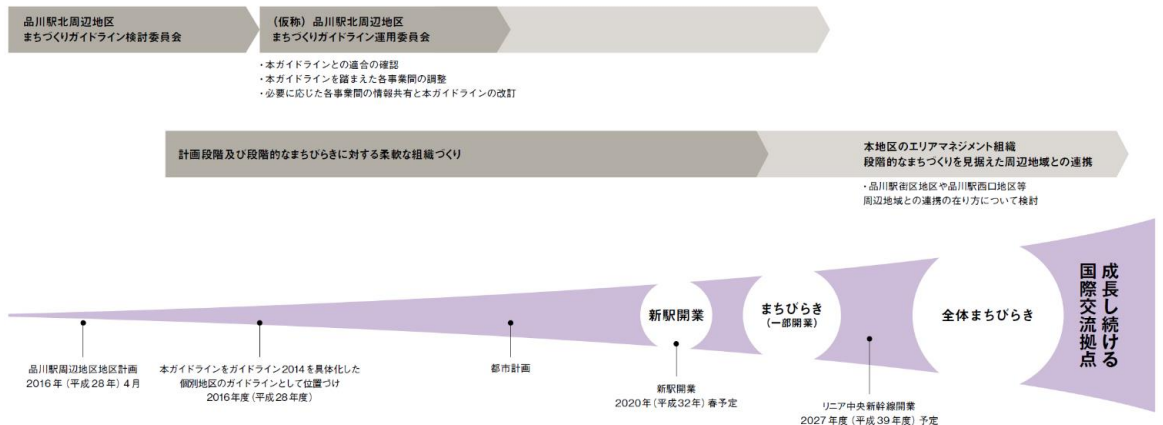 品川駅北周辺地区
まちづくりガイドライン検討委員会
（仮称）品川駅北周辺地区
まちづくりガイドライン運用委員会
・本ガイドラインとの適合の確認
・本ガイドラインを踏まえた各事業間の調整
・必要に応じた各事業間の情報共有と本ガイドラインの改訂
計画段階及び段階的なまちびらきに対する柔軟な組織づくり
本地区のエリアマネジメント組織
段階的なまちづくりを見据えた周辺地域との連携
・品川駅街区地区や品川駅西口地区等
周辺地域との連携の在り方について検討
新駅開業
まちびらき
（一部開業）
全体まちびらき
成長し続ける
国際交流拠点
品川駅周辺地区地区計画
2016年（平成28年）4月
本ガイドラインをガイドライン2014を具体化した
個別地区のガイドラインとして位置づけ
2016年度（平成28年度）
都市計画
新駅開業
2020年（平成32年）春予定
リニア中央新幹線開業
2027年度（平成39年度）予定